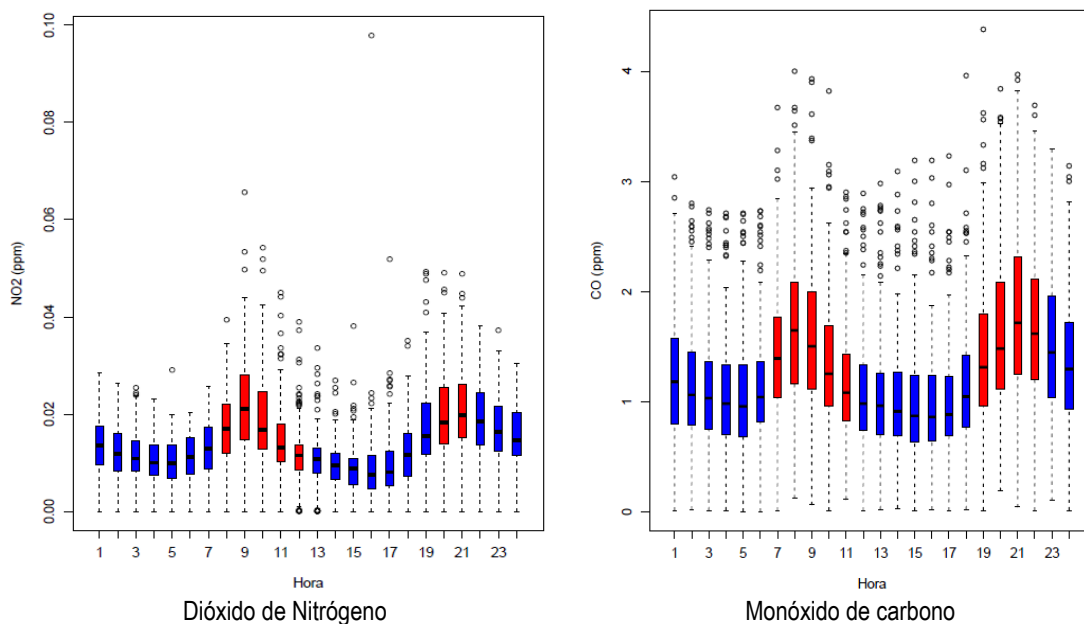 0.10
0.08
0.06
0.04
0.02
0.00
NO2 (ppm)
1 3 5 7 9 11 13 15 17 19 21 23
Hora
Dióxido de Nitrógeno
4
3
2
1
0
CO (ppm)
1 3 5 7 9 11 13 15 17 19 21 23
Hora
Monóxido de carbono